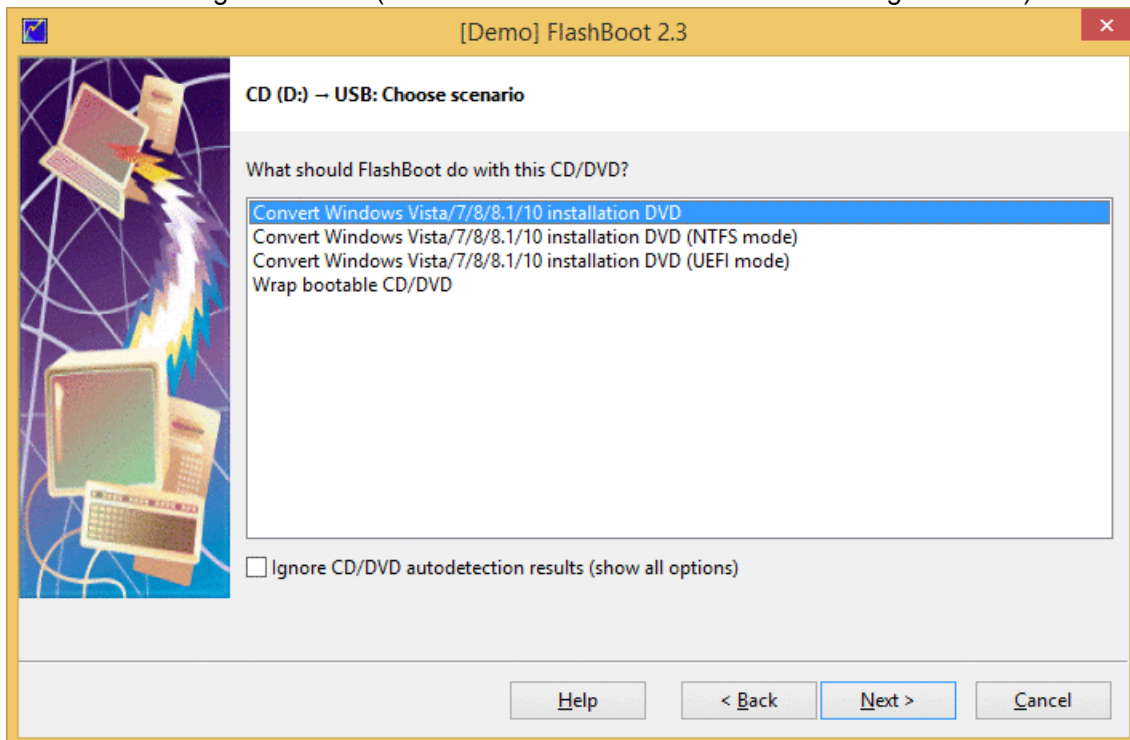 [Demo] FlashBoot 2.3
CD (D:) → USB: Choose scenario
What should FlashBoot do with this CD/DVD?
Convert Windows Vista/7/8/8.1/10 installation DVD
Convert Windows Vista/7/8/8.1/10 installation DVD (NTFS mode)
Convert Windows Vista/7/8/8.1/10 installation DVD (UEFI mode)
Wrap bootable CD/DVD
Ignore CD/DVD autodetection results (show all options)
Help < Back Next > Cancel